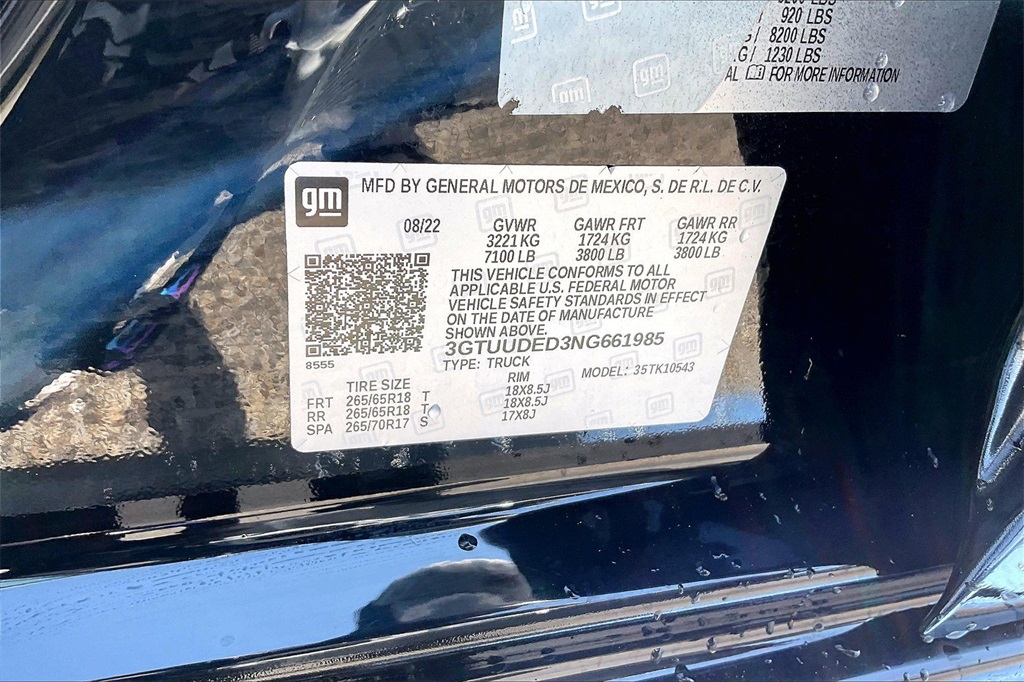 920 LBS
8200 LBS
1230 LBS
FOR MORE INFORMATION
gm
gm
gm MFD BY GENERAL MOTORS DE MEXICO, S. DE R.L. DE C.V.
08/22 GVWR GAWR FRT GAWR RR
3221 KG 1724 KG 1724 KG
7100 LB 3800 LB 3800 LB
THIS VEHICLE CONFORMS TO ALL
APPLICABLE U.S. FEDERAL MOTOR
VEHICLE SAFETY STANDARDS IN EFFECT
ON THE DATE OF MANUFACTURE
SHOWN ABOVE.
3GTUUDED3NG661985
8555
TYPE: TRUCK MODEL: 35TK10543
TIRE SIZE RIM
FRT 265/65R18 T 18X8.5J
RR 265/65R18 T 18X8.5J
SPA 265/70R17 S 17X8J